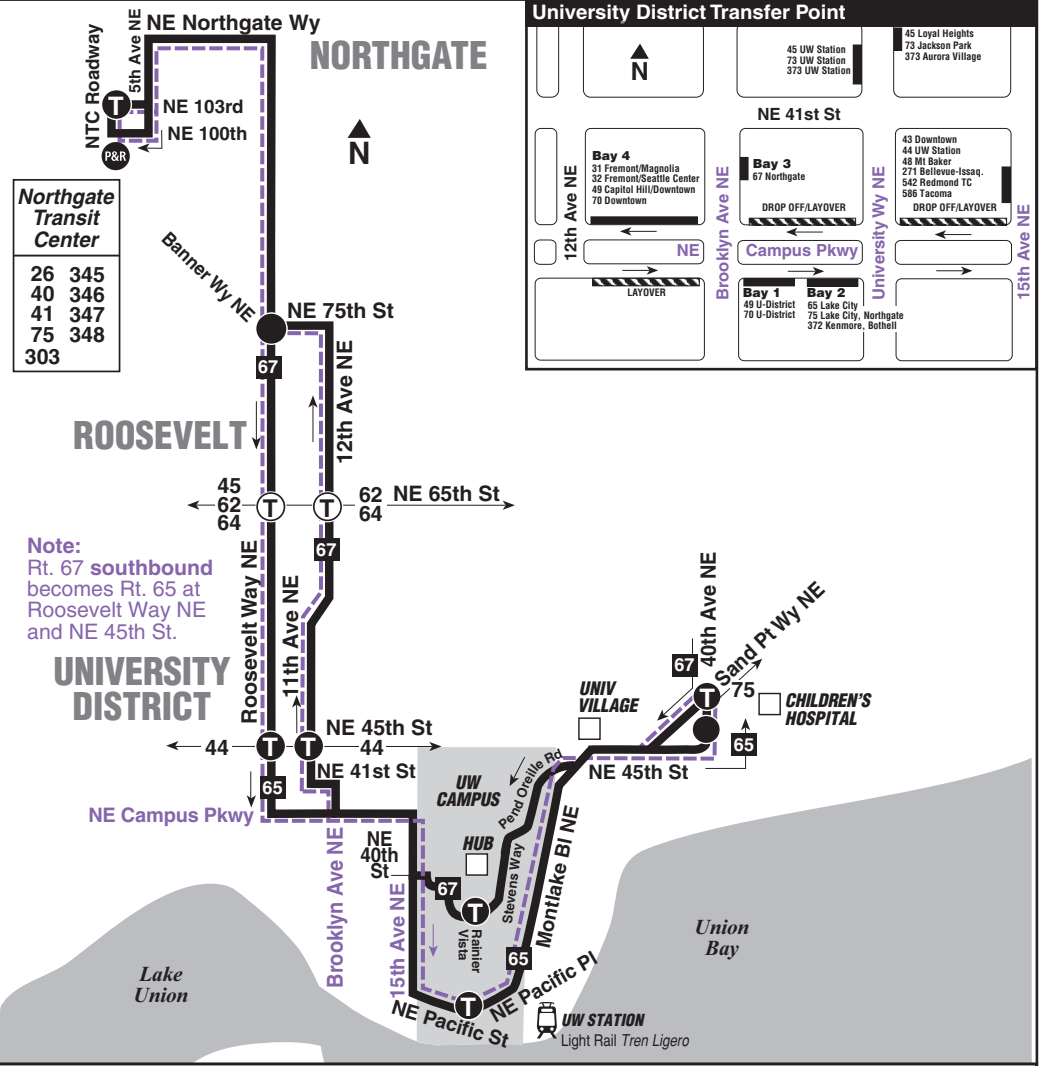 University District Transfer Point
45 UW Station
73 UW Station
373 UW Station
45 Loyal Heights
73 Jackson Park
373 Aurora Village
N
NE 41st St
12th Ave NE
Bay 4
31 Fremont/Magnolia
32 Fremont/Seattle Center
49 Capitol Hill/Downtown
70 Downtown
Brooklyn Ave NE
Bay 3
67 Northgate
DROP OFF/LAYOVER
University Wy NE
43 Downtown
44 UW Station
48 Mt Baker
271 Bellevue-Issaq.
542 Redmond TC
586 Tacoma
DROP OFF/LAYOVER
15th Ave NE
NE
Campus Pkwy
LAYOVER
Bay 1
49 U-District
70 U-District
Bay 2
65 Lake City
75 Lake City, Northgate
372 Kenmore, Bothell
NE Northgate Wy
NORTHGATE
NTC Roadway
5th Ave NE
T
NE 103rd
NE 100th
P&R
N
Northgate
Transit
Center
26 345
40 346
41 347
75 348
303
Banner Wy NE
NE 75th St
67
12th Ave NE
ROOSEVELT
45
62
64
T
T
62
64
NE 65th St
67
Note:
Rt. 67 southbound
becomes Rt. 65 at
Roosevelt Way NE
and NE 45th St.
Roosevelt Way NE
11th Ave NE
UNIVERSITY
DISTRICT
44
T
T
NE 45th St
44
NE 41st St
65
NE Campus Pkwy
Brooklyn Ave NE
NE
40th
St
15th Ave NE
UW
CAMPUS
HUB
67
T
Rainier
Vista
Stevens Way
Pend Oreille Rd
Montlake Bl NE
65
T
NE Pacific St
NE Pacific Pl
UW STATION
Light Rail Tren Ligero
UNIV
VILLAGE
NE 45th St
67
40th Ave NE
Sand Pt Wy NE
T
75
65
CHILDREN'S
HOSPITAL
Lake
Union
Union
Bay